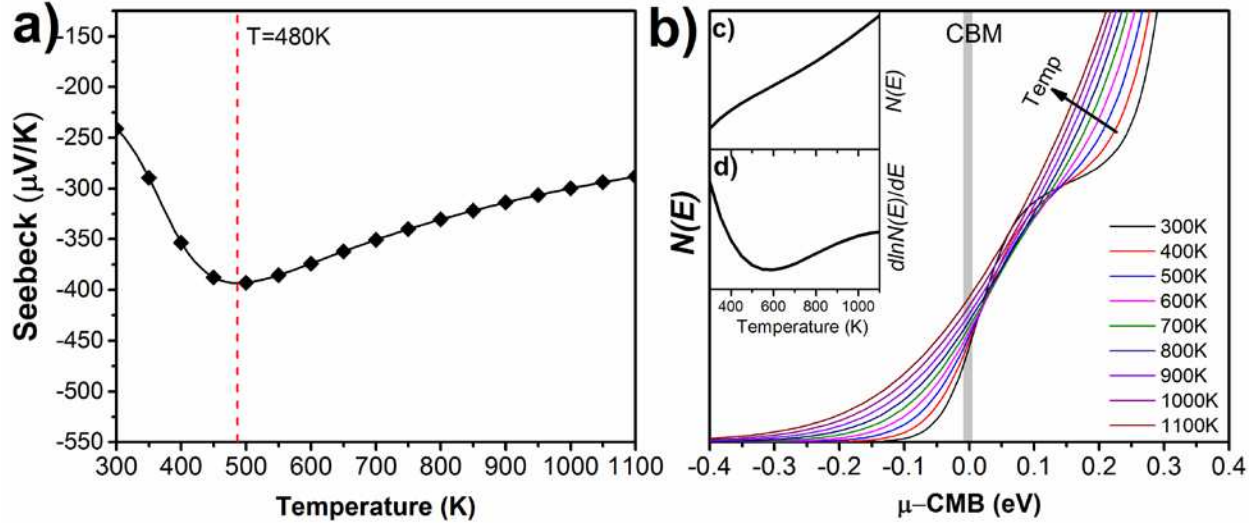 a)
T=480K
-125
-150
-200
-250
-300
-350
-400
-450
-500
-550
Seebeck (μV/K)
300 400 500 600 700 800 900 1000 1100
Temperature (K)
b)
CBM
Temp
N(E)
c)
N(E)
d)
dlnN(E)/dE
400 600 800 1000
Temperature (K)
300K
400K
500K
600K
700K
800K
900K
1000K
1100K
-0.4 -0.3 -0.2 -0.1 0.0 0.1 0.2 0.3 0.4
μ–CMB (eV)